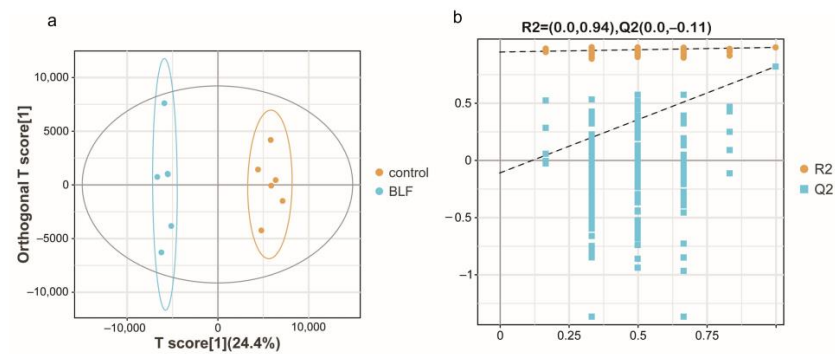 a
Orthogonal T score[1]
10,000
5000
0
−5000
−10,000
−10,000
0
10,000
T score[1](24.4%)
control
BLF
b
R2=(0.0,0.94),Q2(0.0,−0.11)
0.5
0
−0.5
−1
0
0.25
0.5
0.75
R2
Q2